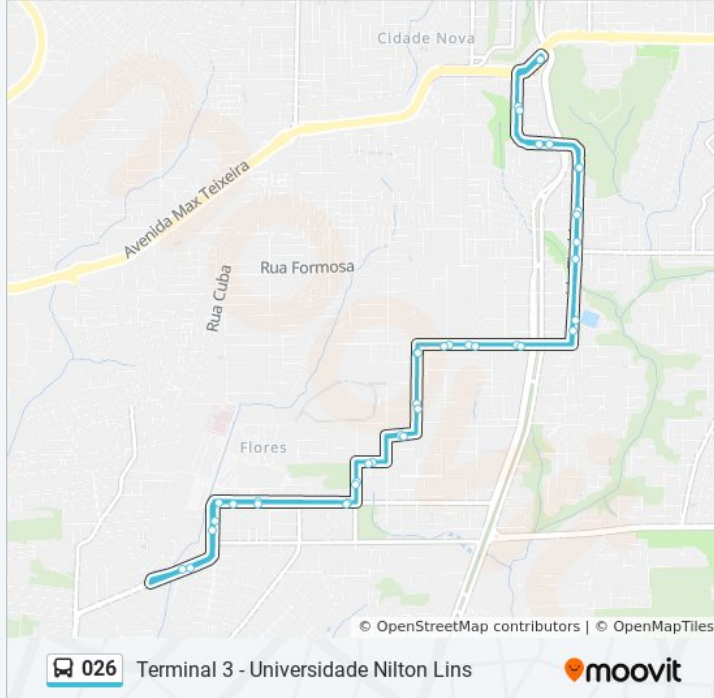 Cidade Nova
Avenida Max Teixeira
Rua Formosa
Rua Cuba
Flores
© OpenStreetMap contributors | © OpenMapTiles
026 Terminal 3 - Universidade Nilton Lins
moovit